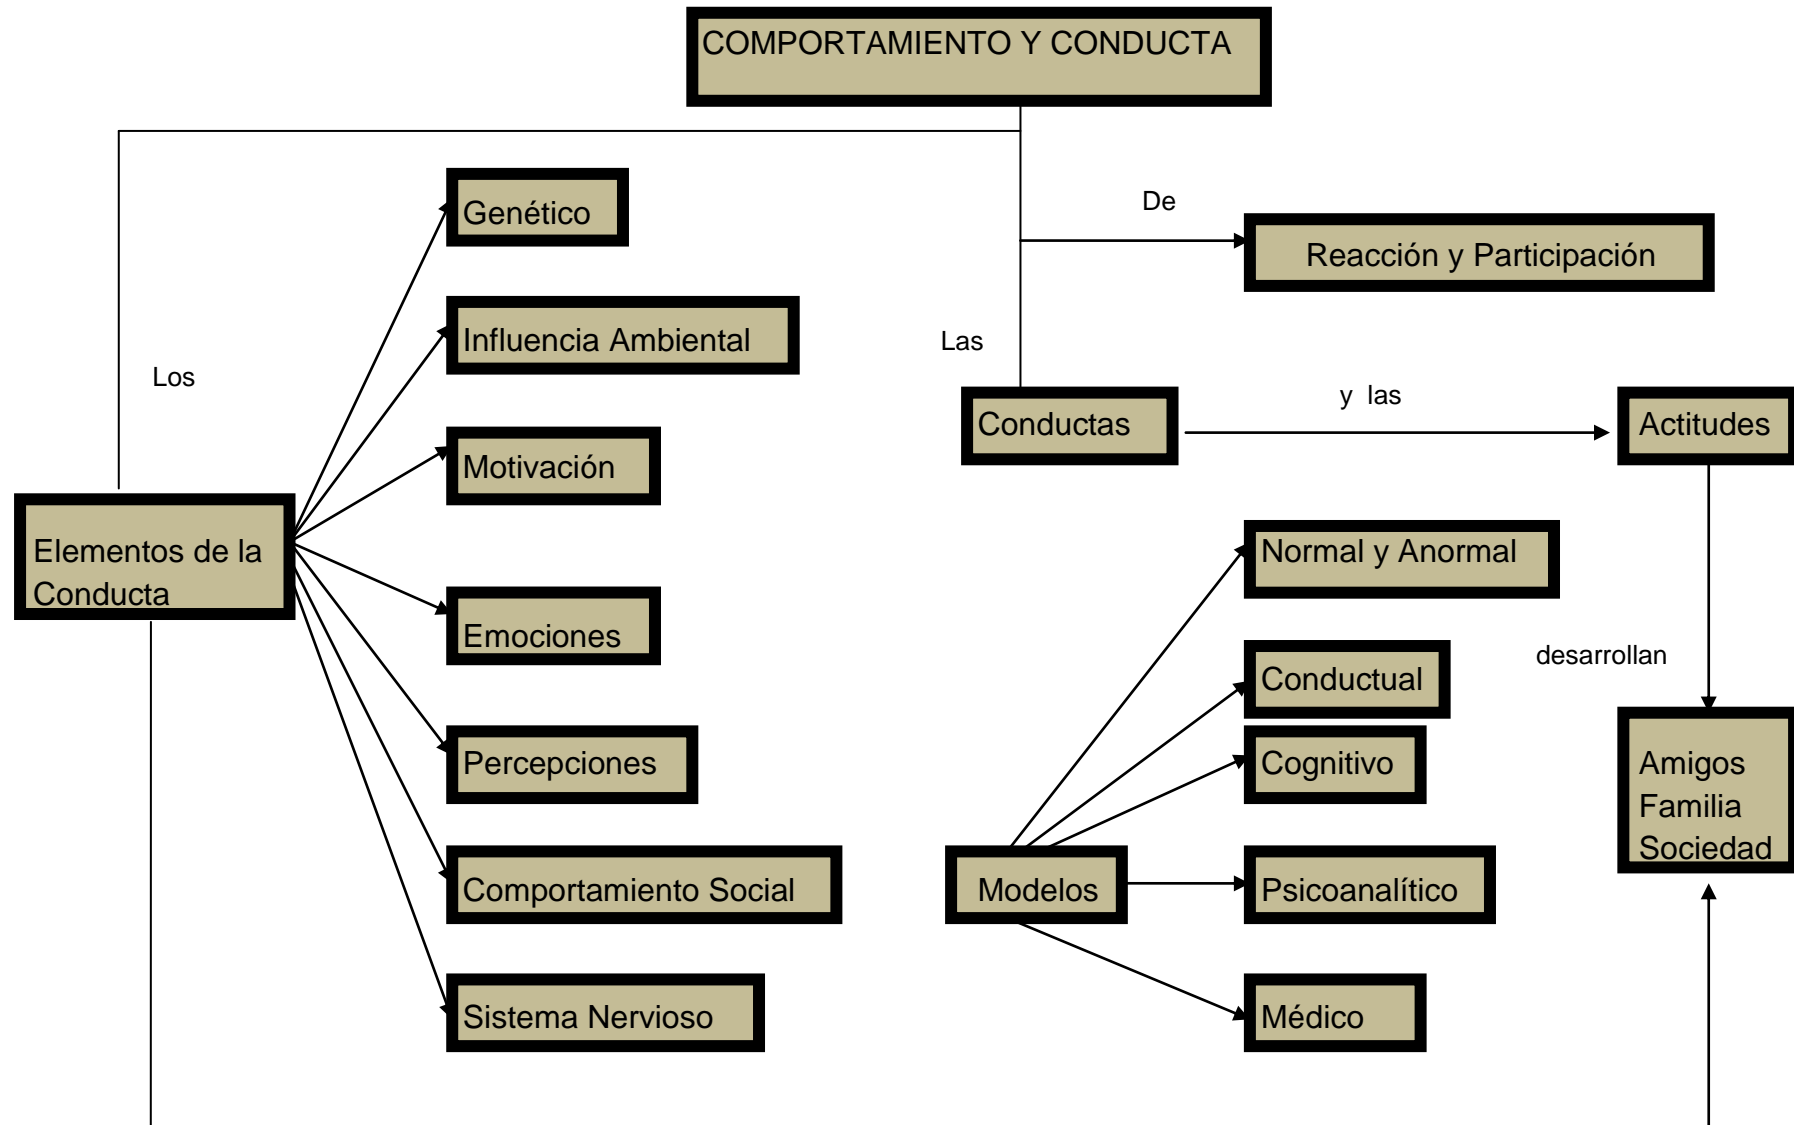 COMPORTAMIENTO Y CONDUCTA
De
Genético
Reacción y Participación
Influencia Ambiental
Las
Los
y las
Conductas
Actitudes
Motivación
Elementos de la
Conducta
Normal y Anormal
Emociones
desarrollan
Conductual
Percepciones
Cognitivo
Amigos
Familia
Sociedad
Comportamiento Social
Modelos
Psicoanalítico
Sistema Nervioso
Médico